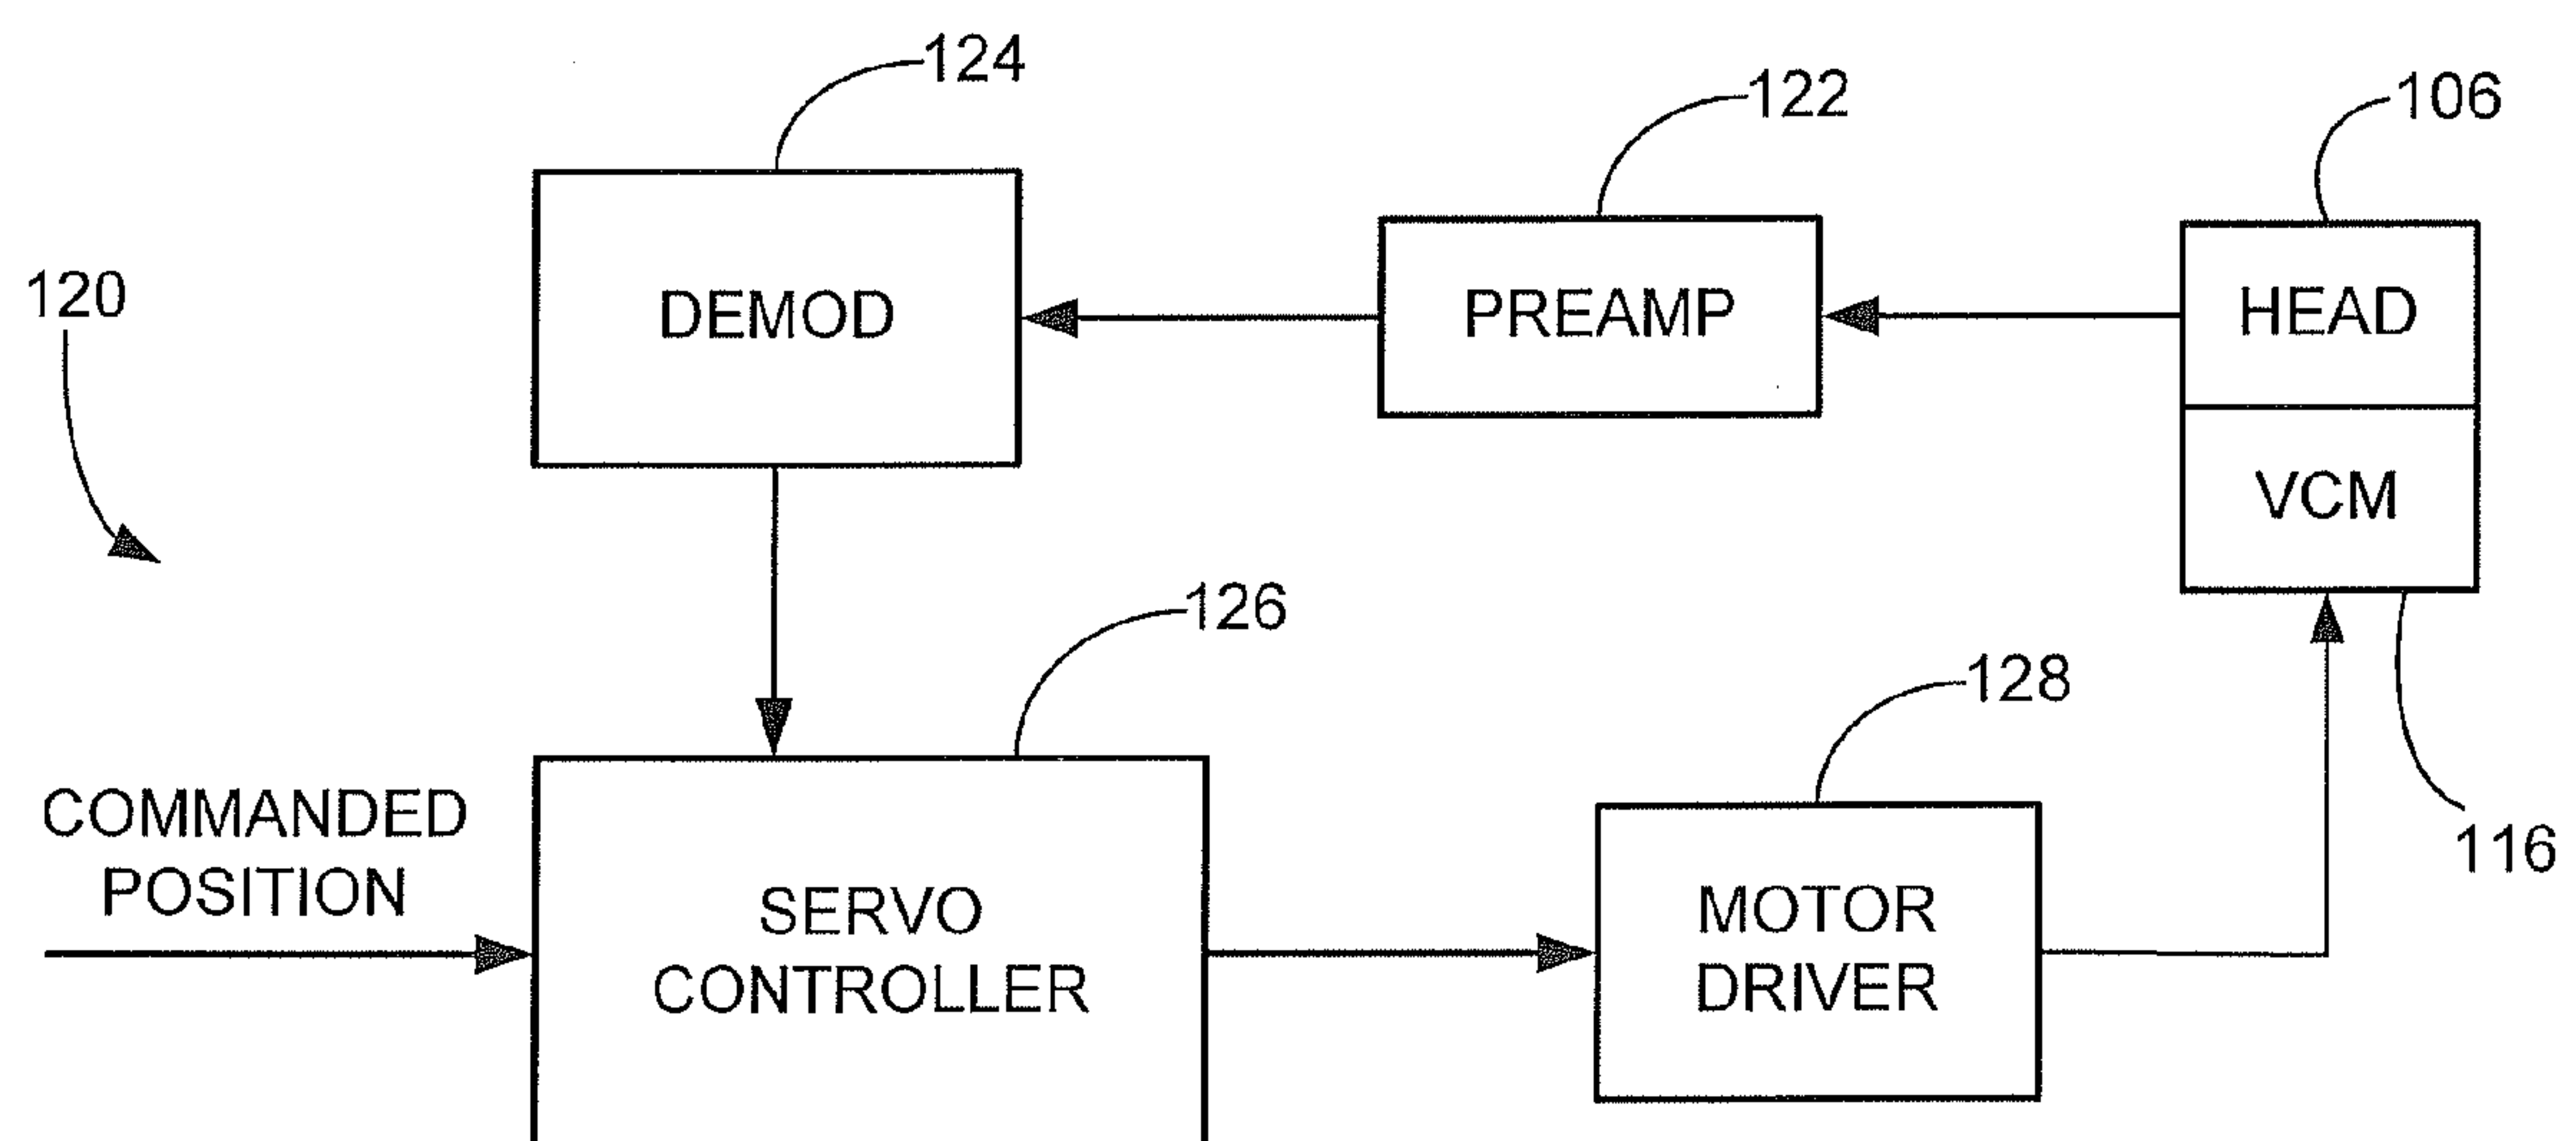 124
122
106
120
DEMOD
PREAMP
HEAD
VCM
126
128
116
COMMANDED
POSITION
SERVO
CONTROLLER
MOTOR
DRIVER